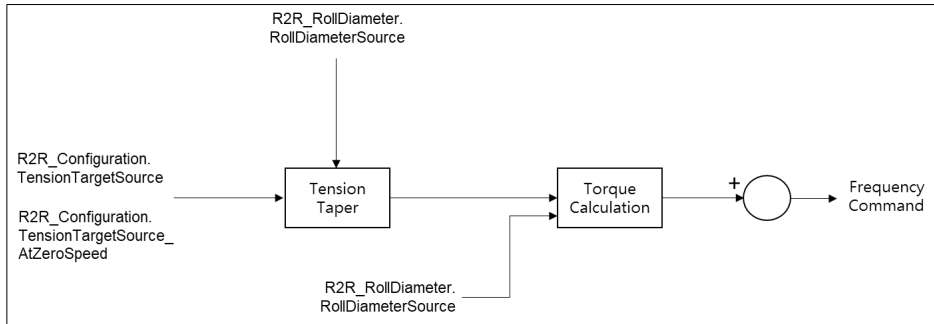 R2R_RollDiameter.
RollDiameterSource
R2R_Configuration.
TensionTargetSource
R2R_Configuration.
TensionTargetSource_
AtZeroSpeed
Tension
Taper
Torque
Calculation
+
Frequency
Command
R2R_RollDiameter.
RollDiameterSource